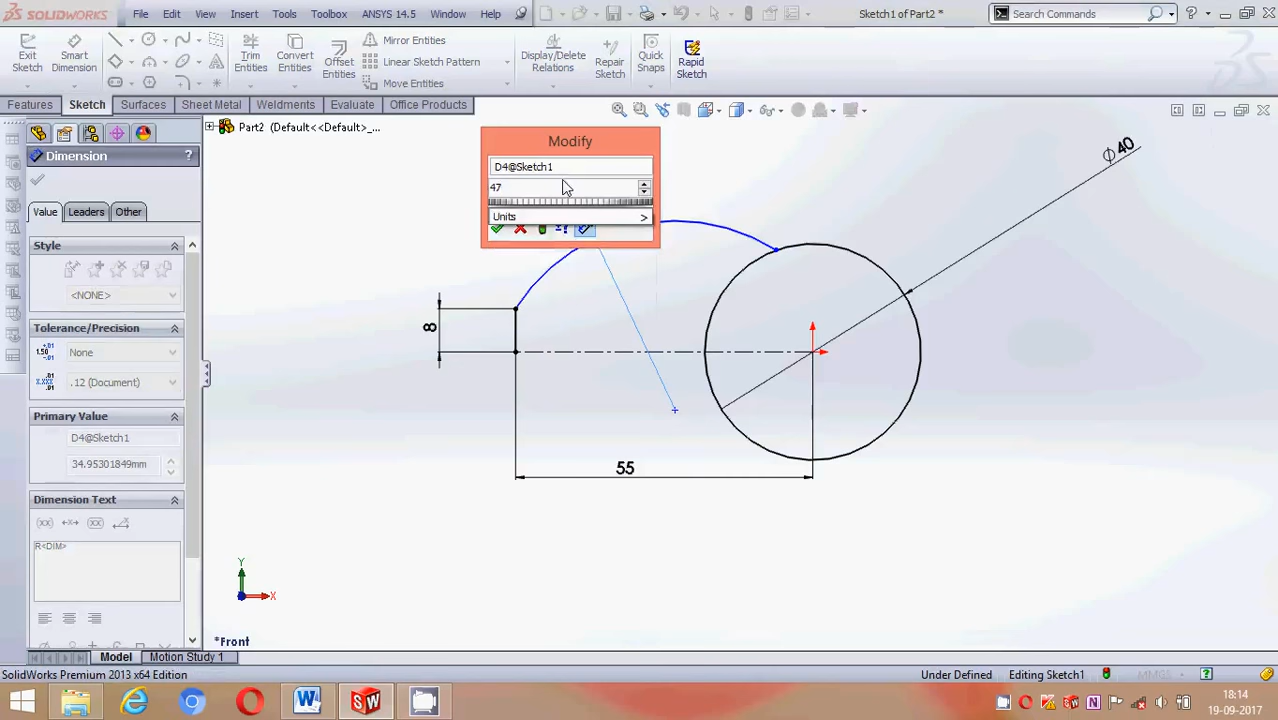 SOLIDWORKS File Edit View Insert Tools Toolbox ANSYS 14.5 Window Help Sketch1 of Part2 * Search Commands
Exit Sketch Smart Dimension Trim Entities Convert Entities Offset Entities Mirror Entities Linear Sketch Pattern Move Entities Display/Delete Relations Repair Sketch Quick Snaps Rapid Sketch
Features Sketch Surfaces Sheet Metal Weldments Evaluate Office Products
Part2 (Default<<Default>_...
Dimension ?
Value Leaders Other
Style
<NONE>
Tolerance/Precision
None
.12 (Document)
Primary Value
D4@Sketch1
34.95301849mm
Dimension Text
R<DIM>
Modify
D4@Sketch1
47
Units >
Φ40
8
55
Y
X
*Front
Model Motion Study 1
SolidWorks Premium 2013 x64 Edition Under Defined Editing Sketch1 MMGS
18:14
19-09-2017